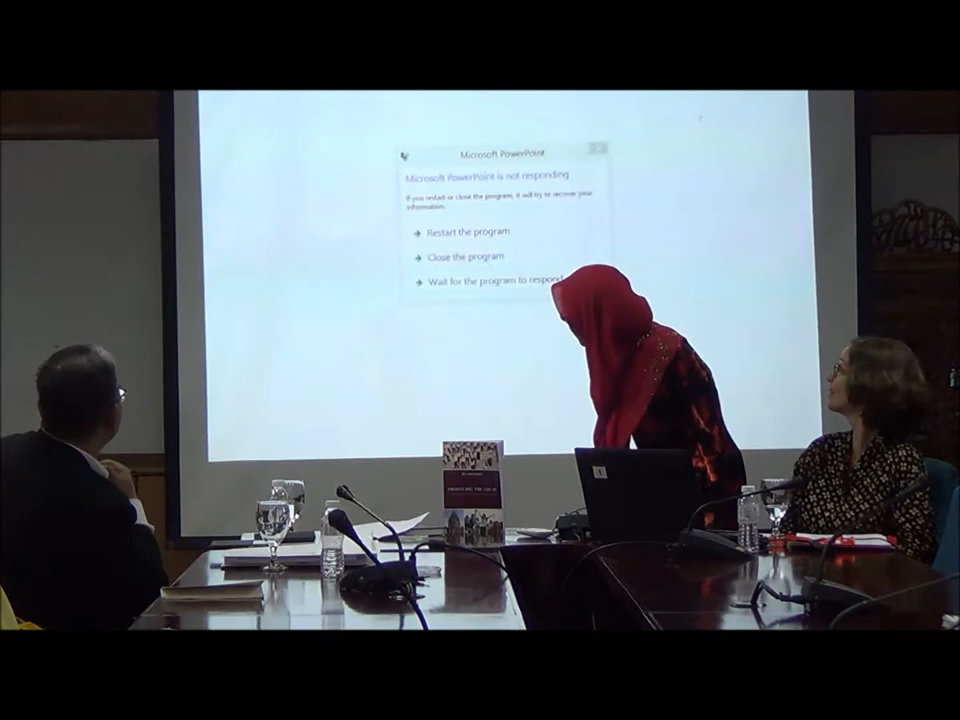 Microsoft PowerPoint
Microsoft PowerPoint is not responding
If you restart or close the program, it will try to recover your
information.
Restart the program
Close the program
Wait for the program to respond
1